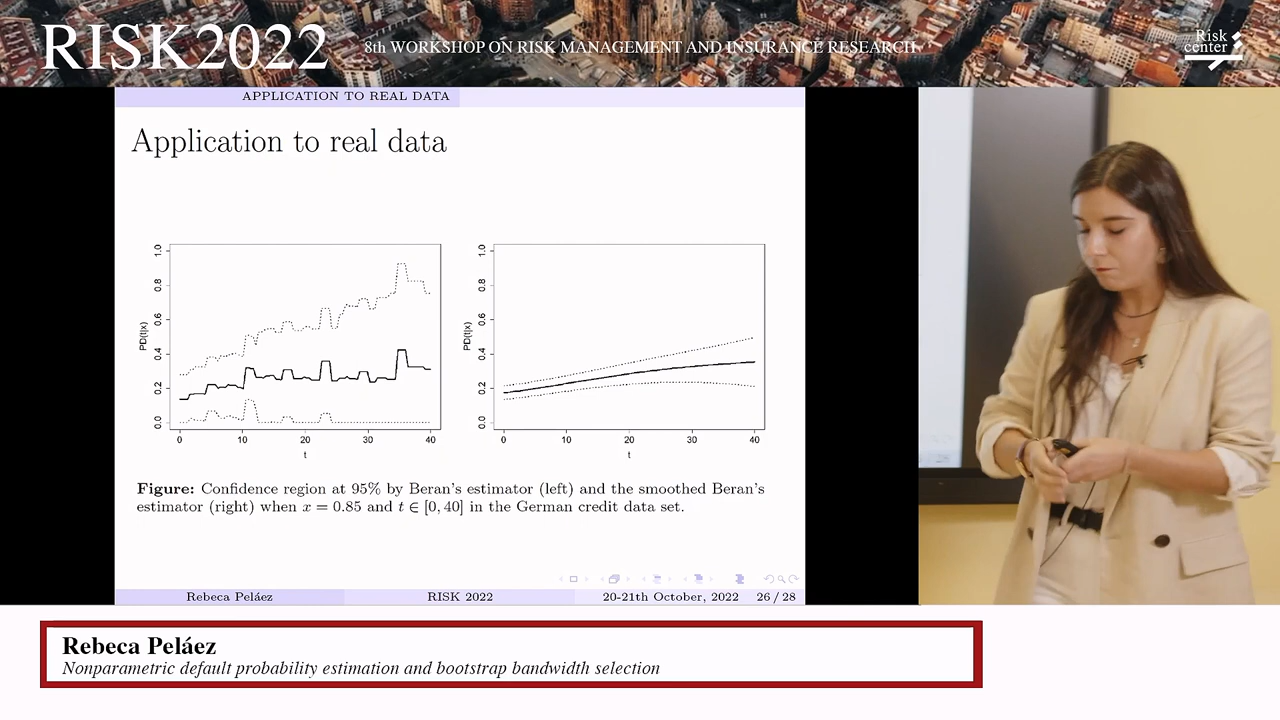 RISK2022
8th WORKSHOP ON RISK MANAGEMENT AND INSURANCE RESEARCH
Risk
center
APPLICATION TO REAL DATA
Application to real data
1.0
0.8
0.6
0.4
0.2
0.0
PD(t|x)
0 10 20 30 40
t
1.0
0.8
0.6
0.4
0.2
0.0
PD(t|x)
0 10 20 30 40
t
Figure: Confidence region at 95% by Beran's estimator (left) and the smoothed Beran's
estimator (right) when x = 0.85 and t ∈ [0, 40] in the German credit data set.
Rebeca Peláez RISK 2022 20-21th October, 2022 26 / 28
Rebeca Peláez
Nonparametric default probability estimation and bootstrap bandwidth selection